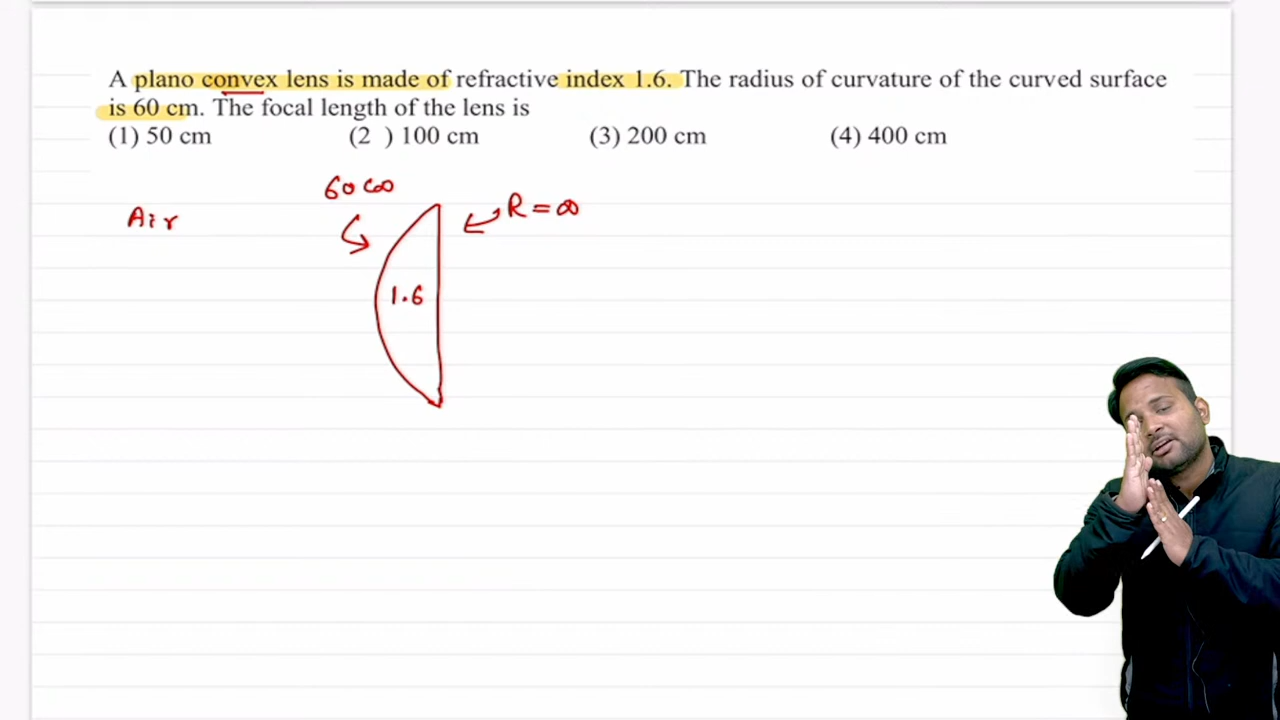 A plano convex lens is made of refractive index 1.6. The radius of curvature of the curved surface
is 60 cm. The focal length of the lens is
(1) 50 cm (2 ) 100 cm (3) 200 cm (4) 400 cm
60 cm
Air
R = ∞
1.6